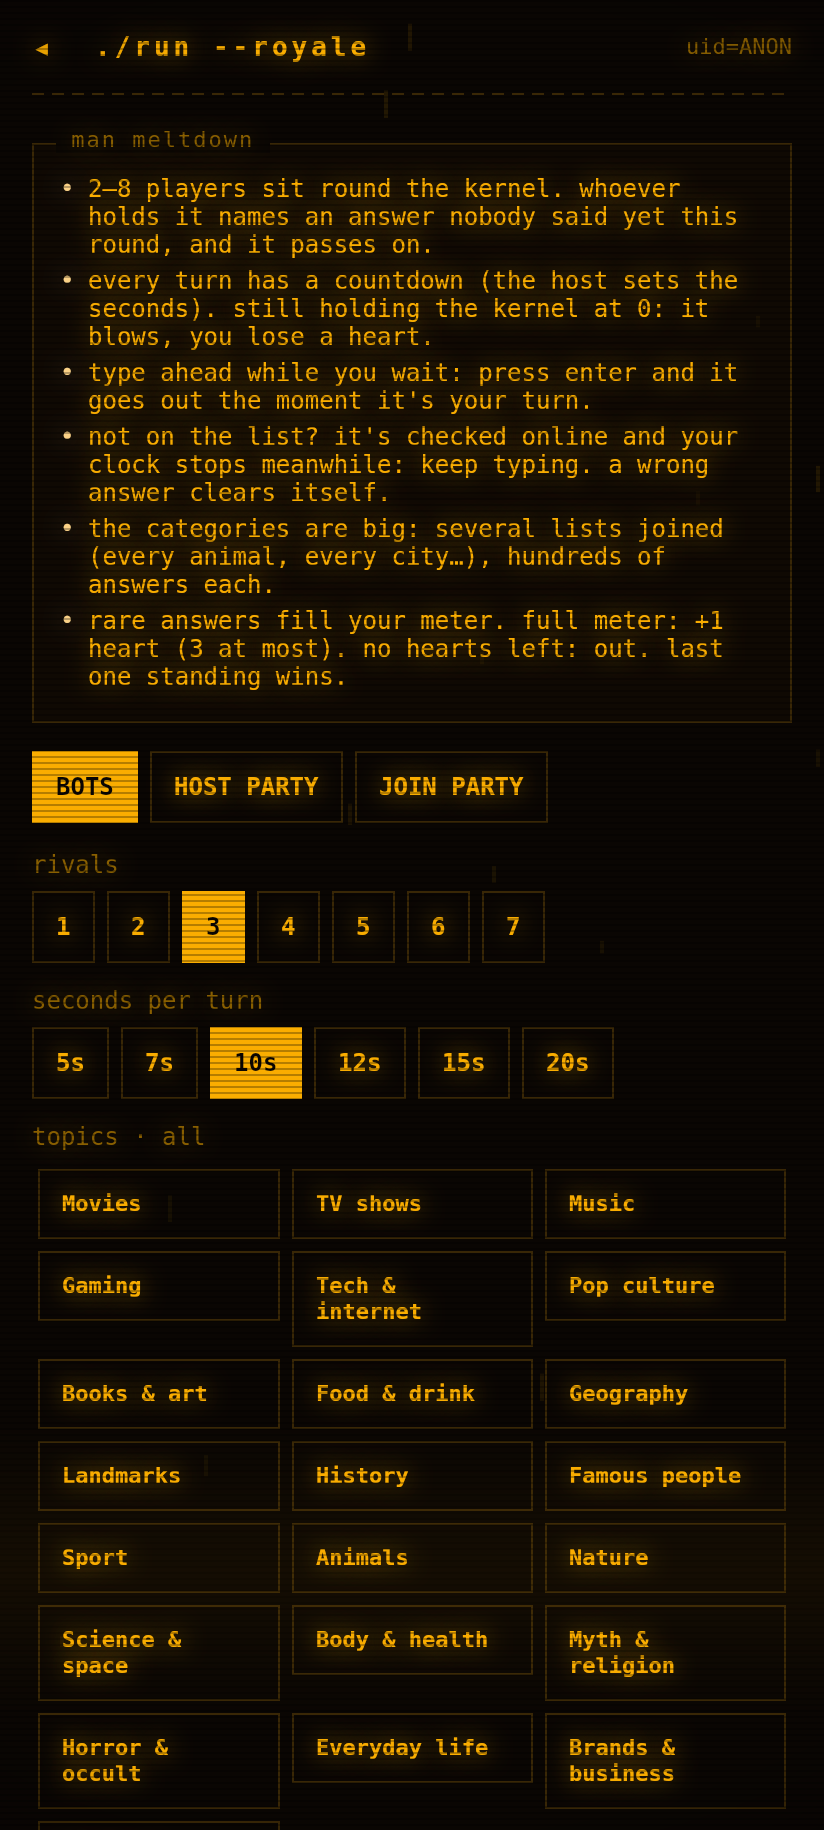 ◂ ./run --royale uid=ANON
man meltdown
• 2–8 players sit round the kernel. whoever
holds it names an answer nobody said yet this
round, and it passes on.
• every turn has a countdown (the host sets the
seconds). still holding the kernel at 0: it
blows, you lose a heart.
• type ahead while you wait: press enter and it
goes out the moment it's your turn.
• not on the list? it's checked online and your
clock stops meanwhile: keep typing. a wrong
answer clears itself.
• the categories are big: several lists joined
(every animal, every city…), hundreds of
answers each.
• rare answers fill your meter. full meter: +1
heart (3 at most). no hearts left: out. last
one standing wins.
BOTS HOST PARTY JOIN PARTY
rivals
1 2 3 4 5 6 7
seconds per turn
5s 7s 10s 12s 15s 20s
topics · all
Movies TV shows Music
Gaming Tech & Pop culture
internet
Books & art Food & drink Geography
Landmarks History Famous people
Sport Animals Nature
Science & Body & health Myth &
space religion
Horror & Everyday life Brands &
occult business